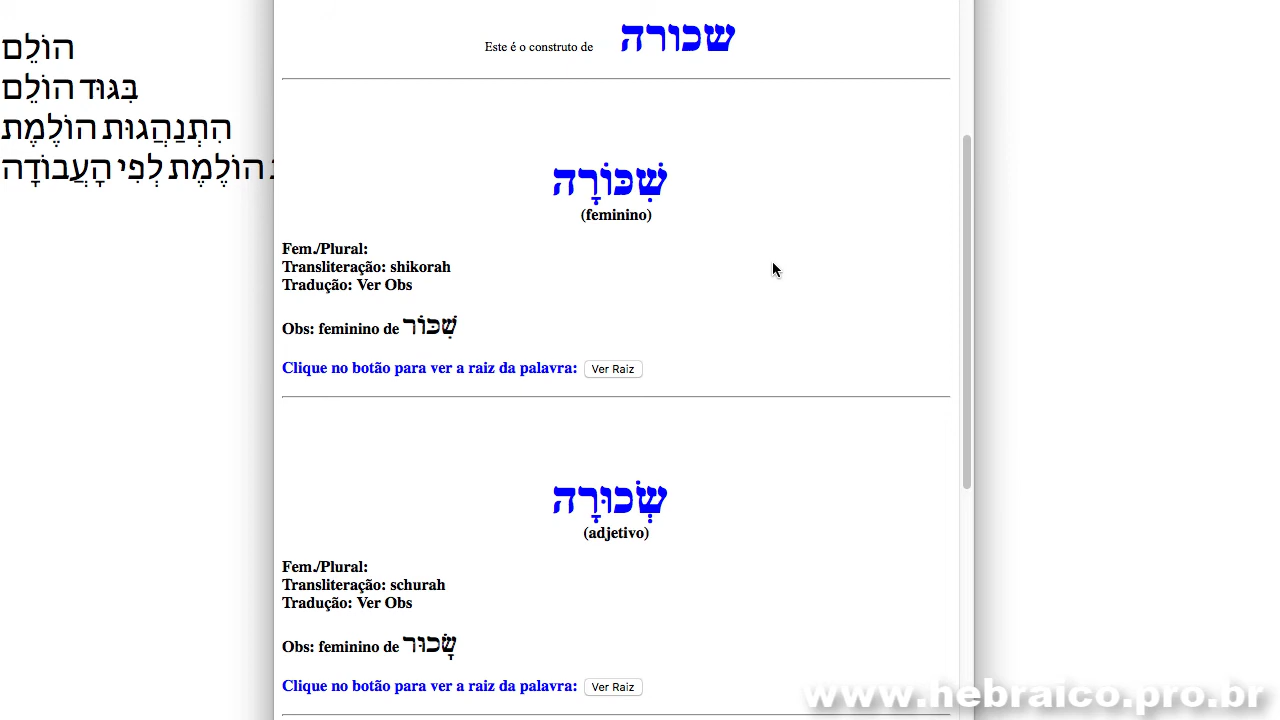 הוֹלֵם
בִּגּוּד הוֹלֵם
הִתְנַהֲגוּת הוֹלֶמֶת
הוֹלֶמֶת לְפִי הָעֲבוֹדָה
Este é o construto de שכורה
שִׁכּוֹרָה
(feminino)
Fem./Plural:
Transliteração: shikorah
Tradução: Ver Obs
Obs: feminino de שִׁכּוֹר
Clique no botão para ver a raiz da palavra: Ver Raiz
שְׂכוּרָה
(adjetivo)
Fem./Plural:
Transliteração: schurah
Tradução: Ver Obs
Obs: feminino de שָׂכוּר
Clique no botão para ver a raiz da palavra: Ver Raiz
www.hebraico.pro.br